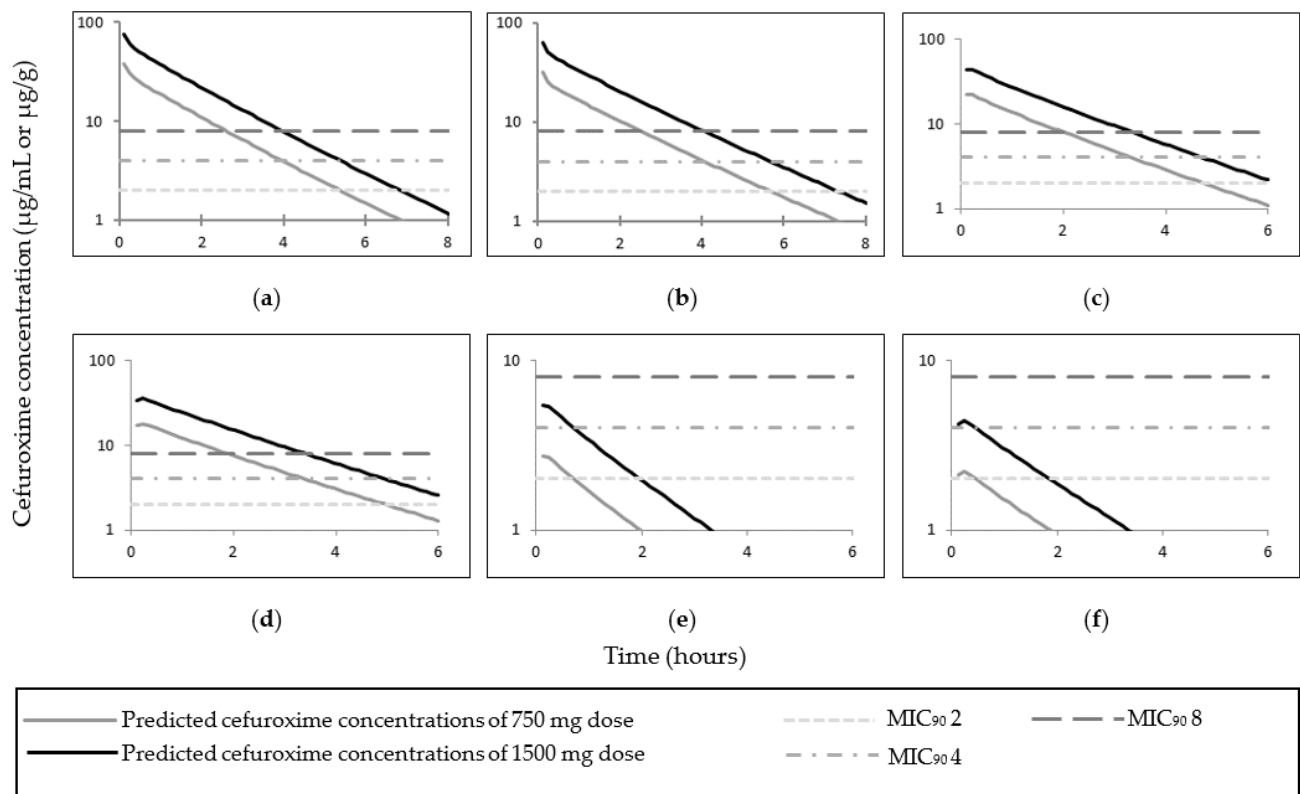 Cefuroxime concentration (µg/mL or µg/g)
100
10
1
0 2 4 6 8
(a)
100
10
1
0 2 4 6 8
(b)
100
10
1
0 2 4 6
(c)
100
10
1
0 2 4 6
(d)
10
1
0 2 4 6
(e)
10
1
0 2 4 6
(f)
Time (hours)
Predicted cefuroxime concentrations of 750 mg dose
Predicted cefuroxime concentrations of 1500 mg dose
MIC₉₀ 2
MIC₉₀ 4
MIC₉₀ 8